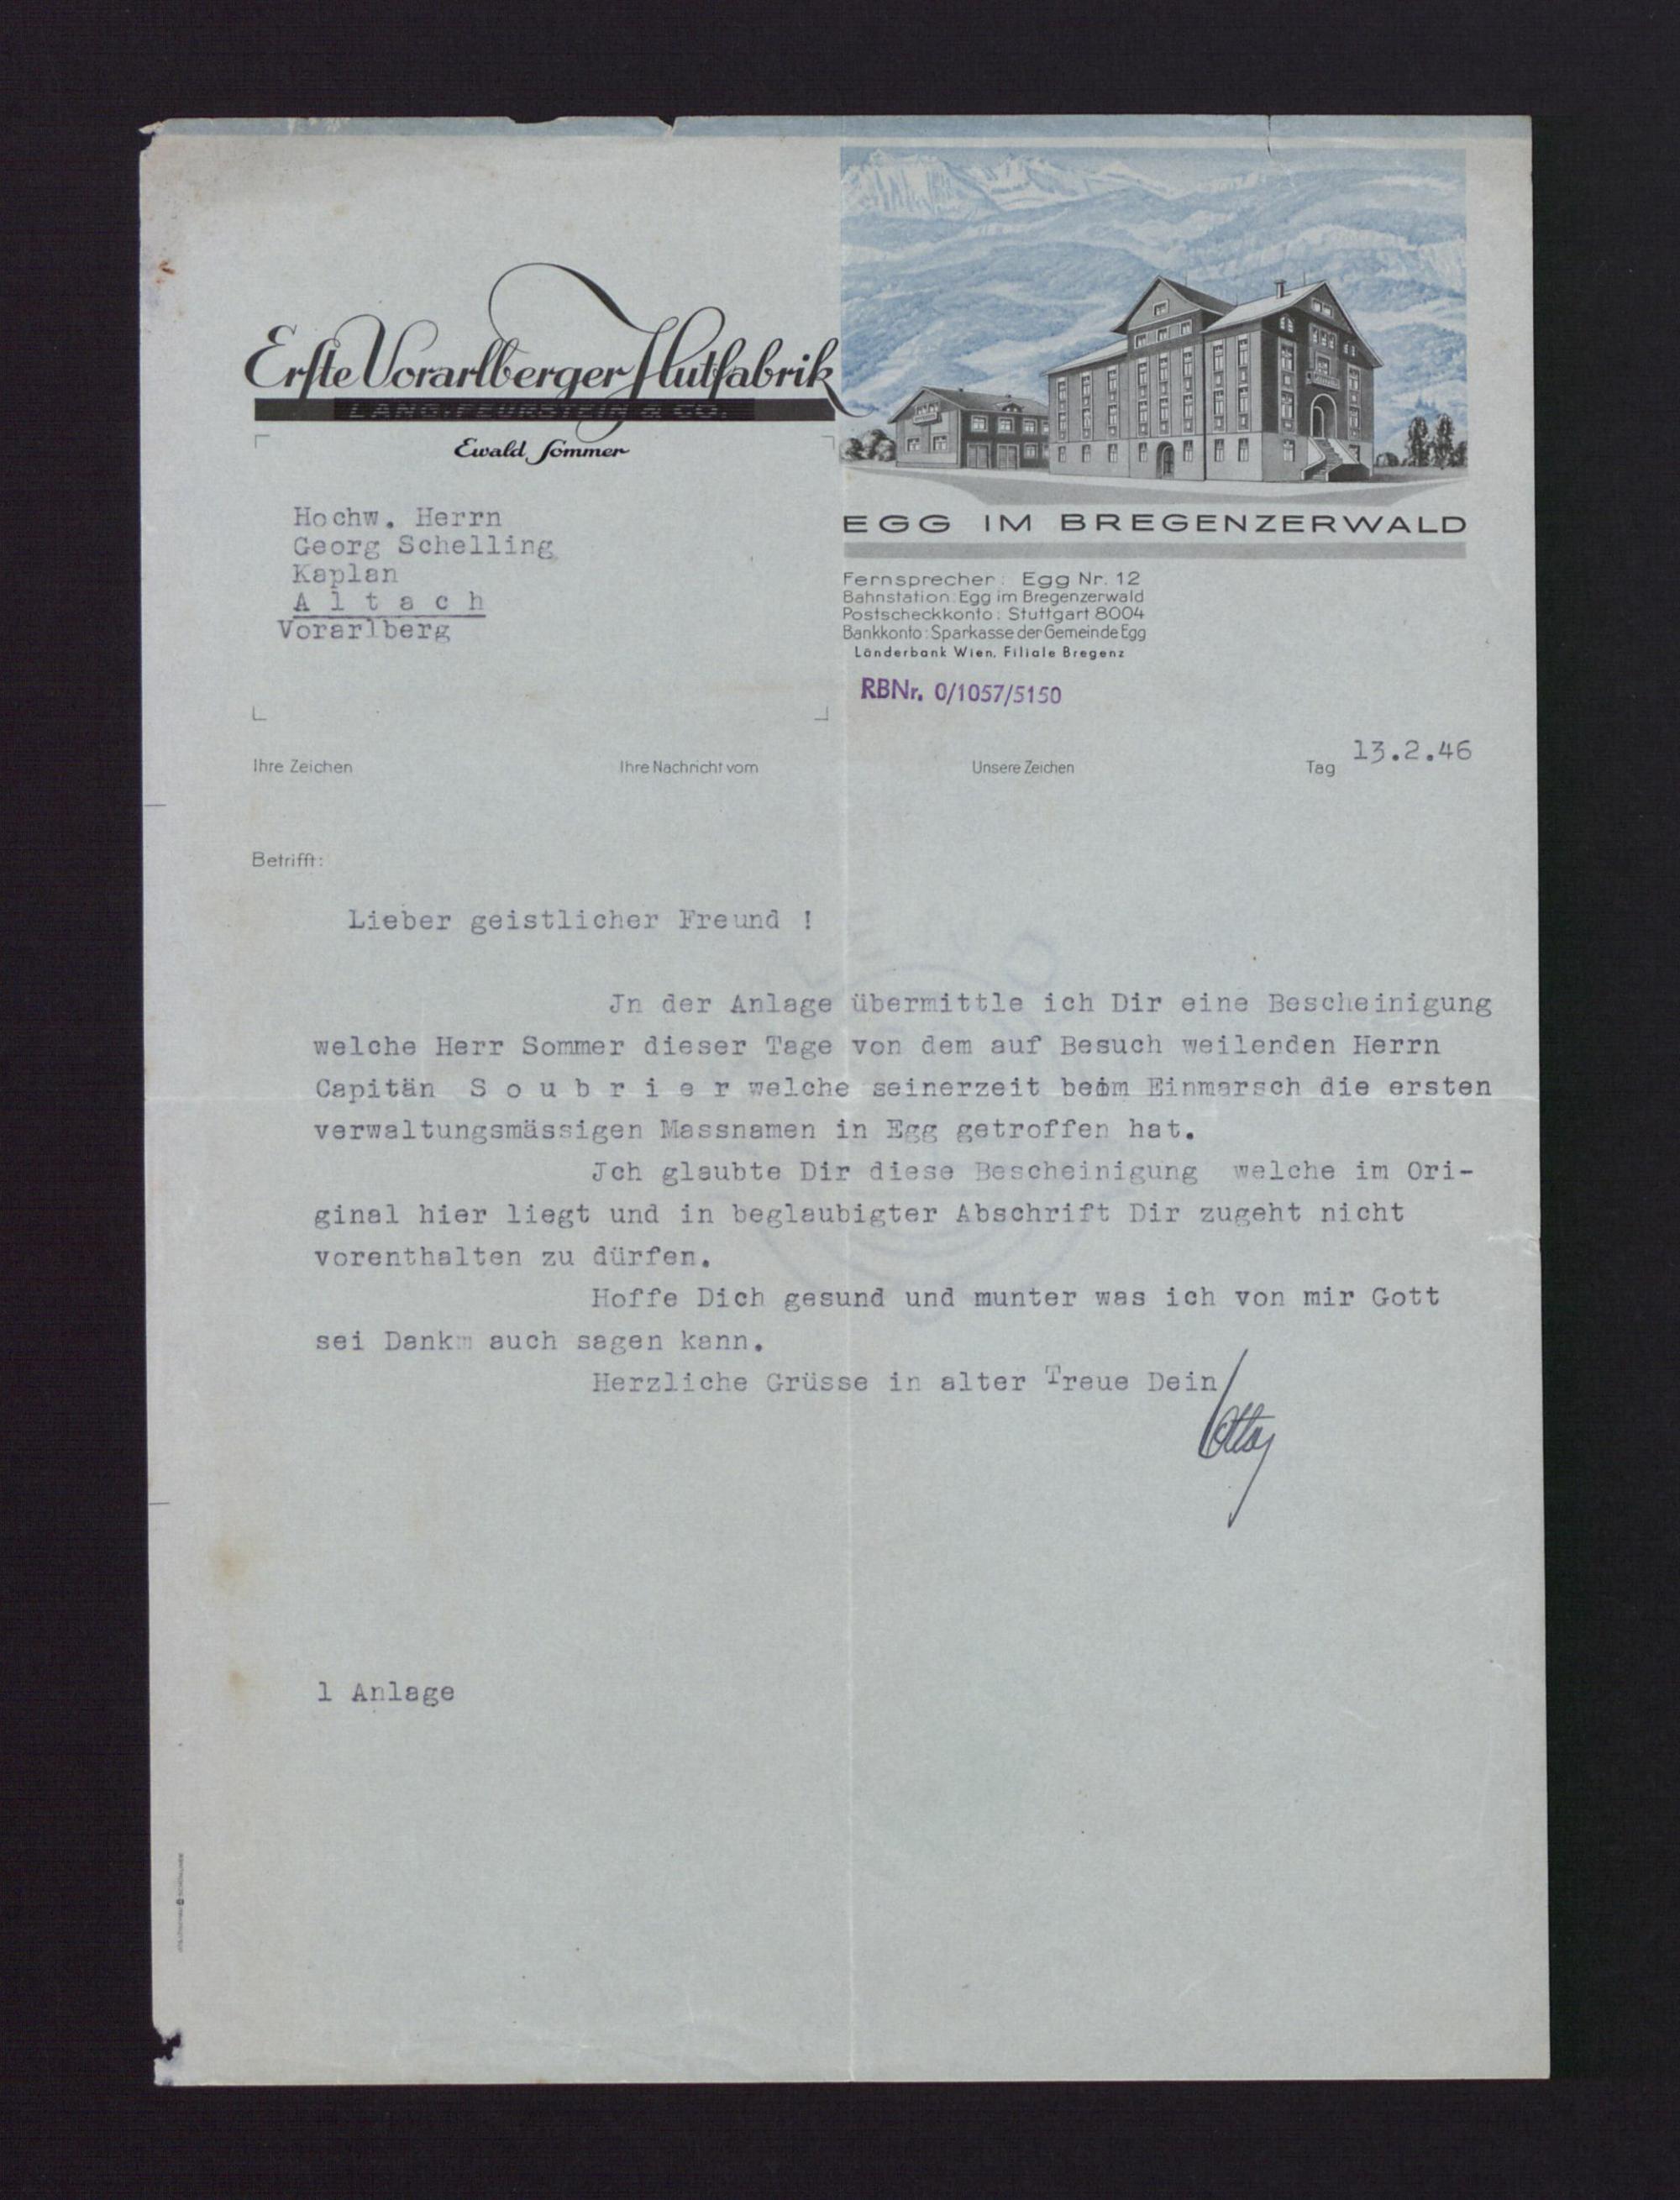 Erste Vorarlberger Hutfabrik
LANG, FEURSTEIN & CO.
Ewald Sommer
EGG IM BREGENZERWALD
Hochw. Herrn
Georg Schelling
Kaplan
A l t a c h
Vorarlberg
Fernsprecher: Egg Nr. 12
Bahnstation: Egg im Bregenzerwald
Postscheckkonto: Stuttgart 8004
Bankkonto: Sparkasse der Gemeinde Egg
Länderbank Wien, Filiale Bregenz
RBNr. 0/1057/5150
Ihre Zeichen Ihre Nachricht vom Unsere Zeichen Tag 13.2.46
Betrifft:
Lieber geistlicher Freund !
Jn der Anlage übermittle ich Dir eine Bescheinigung
welche Herr Sommer dieser Tage von dem auf Besuch weilenden Herrn
Capitän S o u b r i e r welche seinerzeit beim Einmarsch die ersten
verwaltungsmässigen Massnamen in Egg getroffen hat.
Jch glaubte Dir diese Bescheinigung welche im Ori-
ginal hier liegt und in beglaubigter Abschrift Dir zugeht nicht
vorenthalten zu dürfen.
Hoffe Dich gesund und munter was ich von mir Gott
sei Dank auch sagen kann.
Herzliche Grüsse in alter Treue Dein
1 Anlage